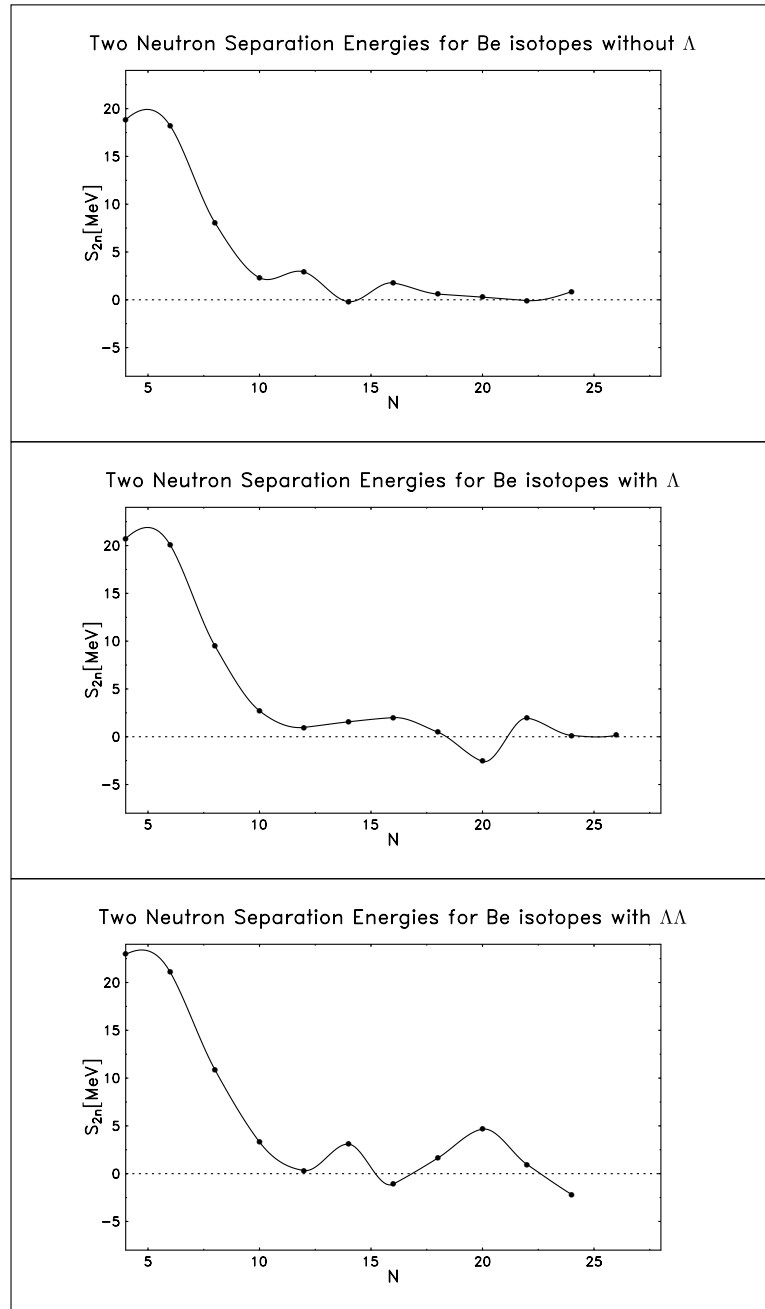 Two Neutron Separation Energies for Be isotopes without Λ
20
15
10
5
0
−5
S2n[MeV]
5 10 15 20 25
N
Two Neutron Separation Energies for Be isotopes with Λ
20
15
10
5
0
−5
S2n[MeV]
5 10 15 20 25
N
Two Neutron Separation Energies for Be isotopes with ΛΛ
20
15
10
5
0
−5
S2n[MeV]
5 10 15 20 25
N